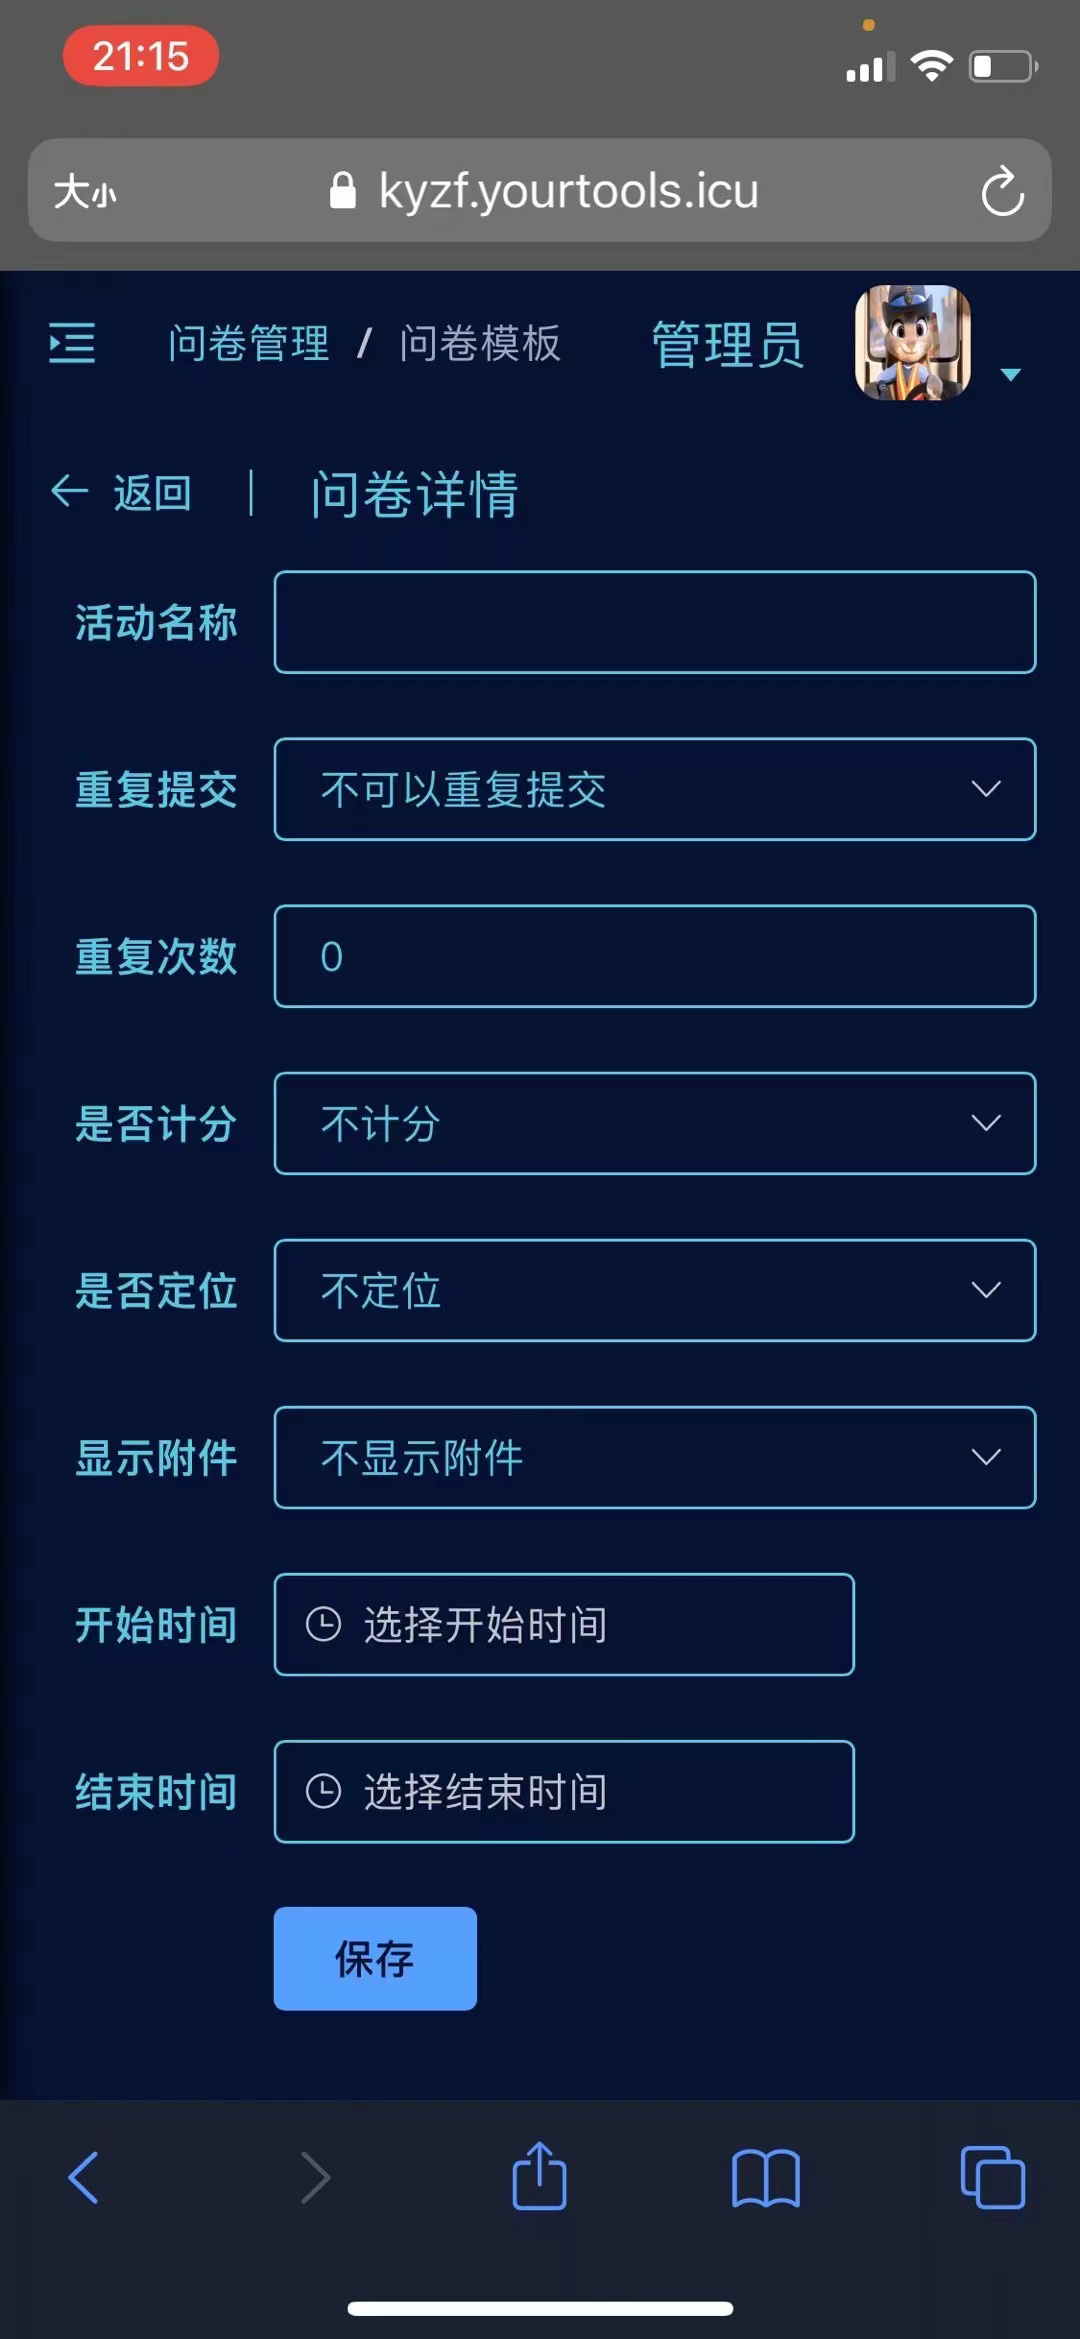 21:15
大小 kyzf.yourtools.icu
问卷管理 / 问卷模板 管理员
返回 | 问卷详情
活动名称
重复提交 不可以重复提交
重复次数 0
是否计分 不计分
是否定位 不定位
显示附件 不显示附件
开始时间 选择开始时间
结束时间 选择结束时间
保存